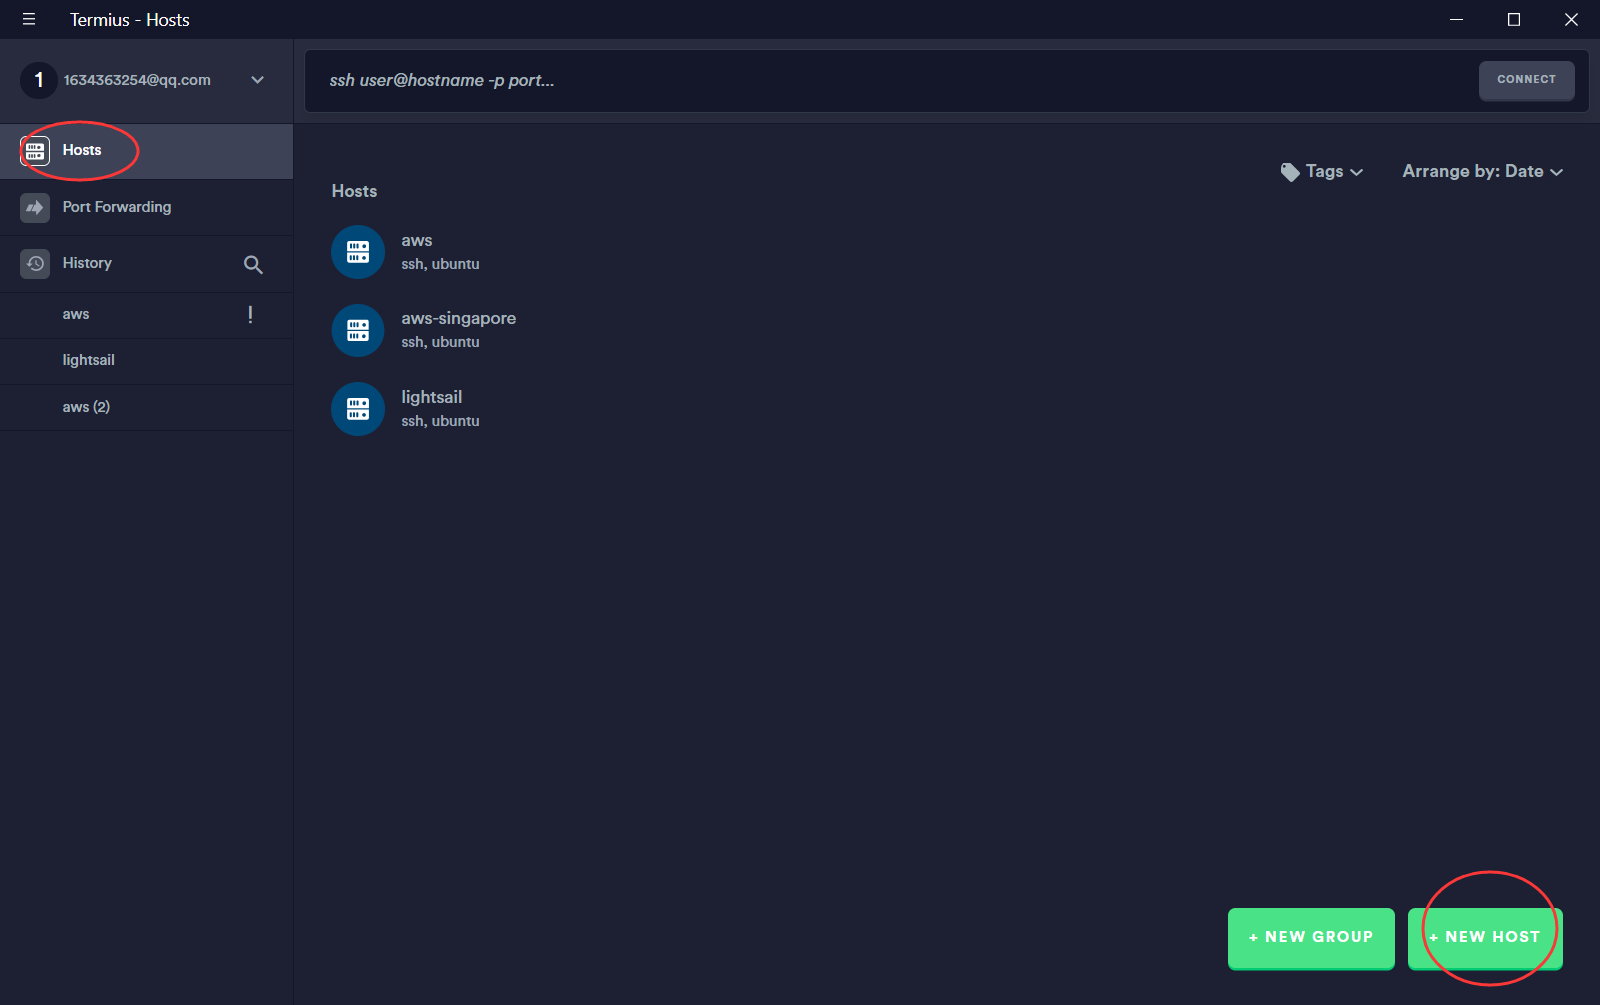 Termius - Hosts
1 1634363254@qq.com
ssh user@hostname -p port...
CONNECT
Hosts
Port Forwarding
History
aws !
lightsail
aws (2)
Tags
Arrange by: Date
Hosts
aws
ssh, ubuntu
aws-singapore
ssh, ubuntu
lightsail
ssh, ubuntu
+ NEW GROUP
+ NEW HOST